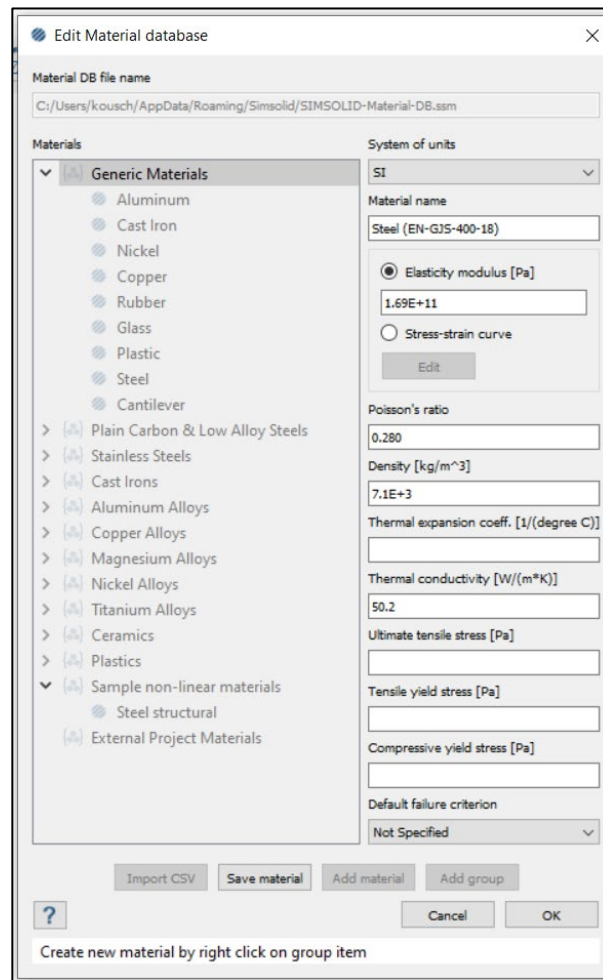 Edit Material database
Material DB file name
C:/Users/kousch/AppData/Roaming/Simsolid/SIMSOLID-Material-DB.ssm
Materials
Generic Materials
Aluminum
Cast Iron
Nickel
Copper
Rubber
Glass
Plastic
Steel
Cantilever
Plain Carbon & Low Alloy Steels
Stainless Steels
Cast Irons
Aluminum Alloys
Copper Alloys
Magnesium Alloys
Nickel Alloys
Titanium Alloys
Ceramics
Plastics
Sample non-linear materials
Steel structural
External Project Materials
System of units
SI
Material name
Steel (EN-GJS-400-18)
Elasticity modulus [Pa]
1.69E+11
Stress-strain curve
Edit
Poisson's ratio
0.280
Density [kg/m^3]
7.1E+3
Thermal expansion coeff. [1/(degree C)]
Thermal conductivity [W/(m*K)]
50.2
Ultimate tensile stress [Pa]
Tensile yield stress [Pa]
Compressive yield stress [Pa]
Default failure criterion
Not Specified
Import CSV
Save material
Add material
Add group
?
Cancel
OK
Create new material by right click on group item